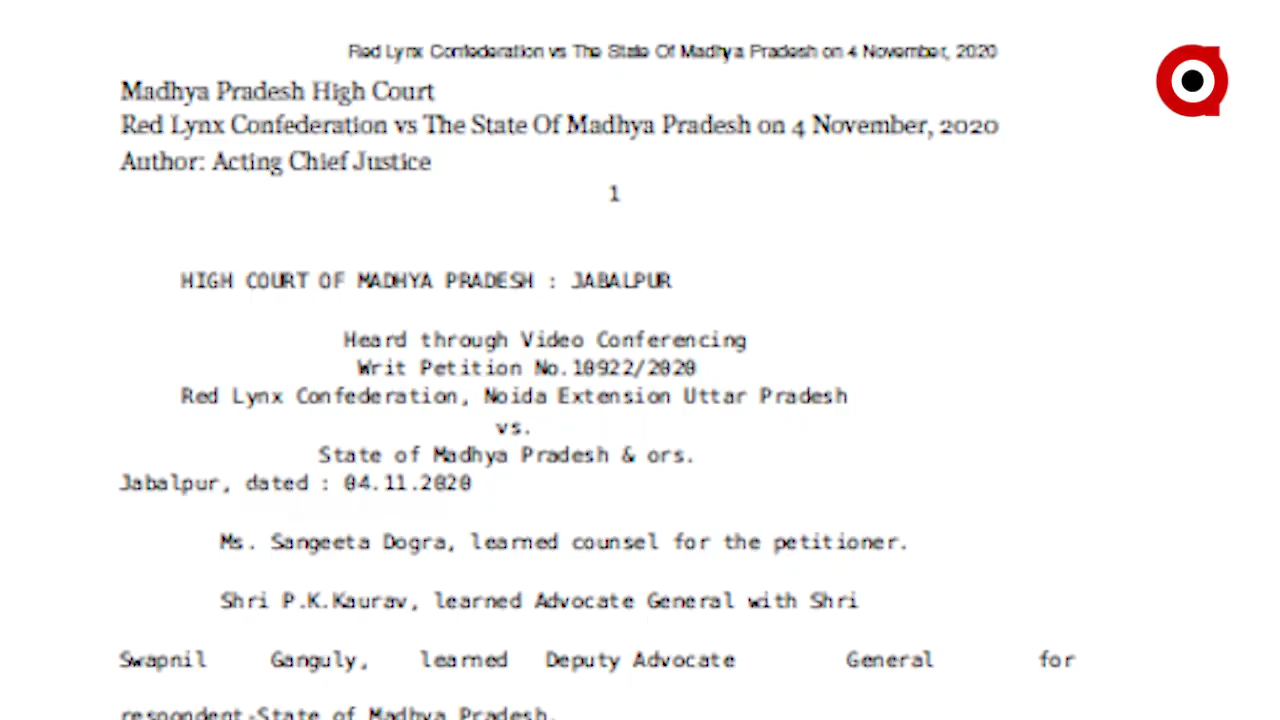 Red Lynx Confederation vs The State Of Madhya Pradesh on 4 November, 2020
Madhya Pradesh High Court
Red Lynx Confederation vs The State Of Madhya Pradesh on 4 November, 2020
Author: Acting Chief Justice
1
HIGH COURT OF MADHYA PRADESH : JABALPUR
Heard through Video Conferencing
Writ Petition No.10922/2020
Red Lynx Confederation, Noida Extension Uttar Pradesh
vs.
State of Madhya Pradesh & ors.
Jabalpur, dated : 04.11.2020
Ms. Sangeeta Dogra, learned counsel for the petitioner.
Shri P.K.Kaurav, learned Advocate General with Shri
Swapnil Ganguly, learned Deputy Advocate General for
respondent-State of Madhya Pradesh.